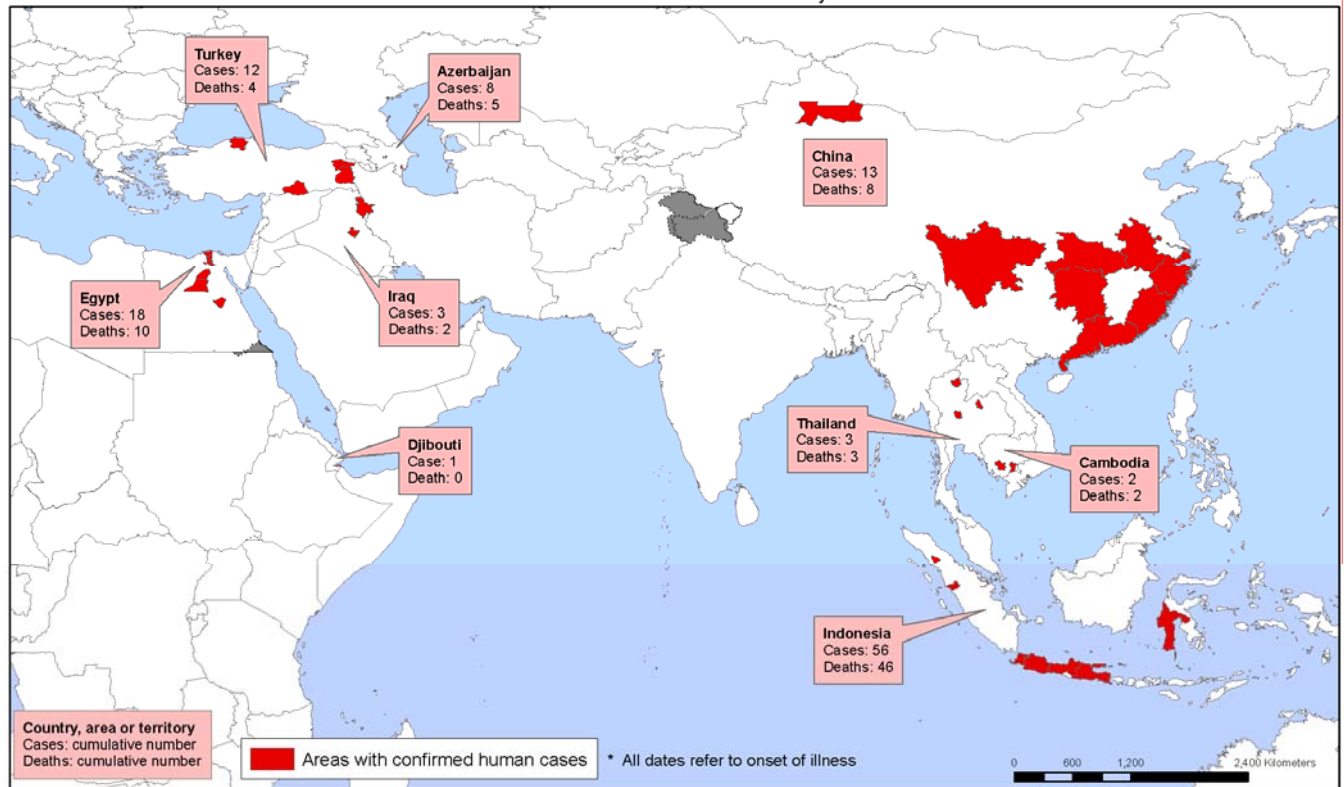 Turkey
Cases: 12
Deaths: 4
Azerbaijan
Cases: 8
Deaths: 5
China
Cases: 13
Deaths: 8
Egypt
Cases: 18
Deaths: 10
Iraq
Cases: 3
Deaths: 2
Djibouti
Case: 1
Death: 0
Thailand
Cases: 3
Deaths: 3
Cambodia
Cases: 2
Deaths: 2
Indonesia
Cases: 56
Deaths: 46
Country, area or territory
Cases: cumulative number
Deaths: cumulative number
Areas with confirmed human cases
* All dates refer to onset of illness
0 600 1,200 2,400 Kilometers